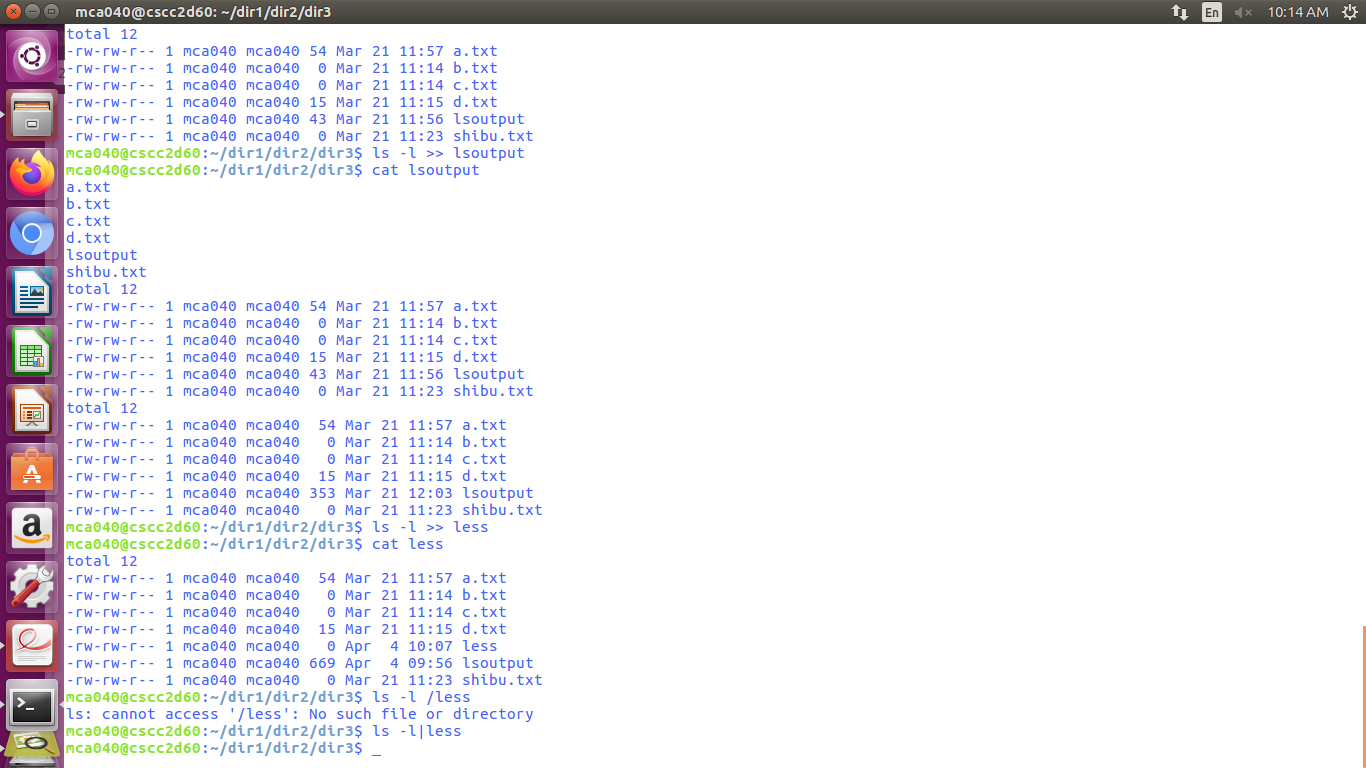 mca040@cscc2d60: ~/dir1/dir2/dir3
En
10:14 AM
total 12
-rw-rw-r-- 1 mca040 mca040 54 Mar 21 11:57 a.txt
-rw-rw-r-- 1 mca040 mca040  0 Mar 21 11:14 b.txt
-rw-rw-r-- 1 mca040 mca040  0 Mar 21 11:14 c.txt
-rw-rw-r-- 1 mca040 mca040 15 Mar 21 11:15 d.txt
-rw-rw-r-- 1 mca040 mca040 43 Mar 21 11:56 lsoutput
-rw-rw-r-- 1 mca040 mca040  0 Mar 21 11:23 shibu.txt
mca040@cscc2d60:~/dir1/dir2/dir3$ ls -l >> lsoutput
mca040@cscc2d60:~/dir1/dir2/dir3$ cat lsoutput
a.txt
b.txt
c.txt
d.txt
lsoutput
shibu.txt
total 12
-rw-rw-r-- 1 mca040 mca040 54 Mar 21 11:57 a.txt
-rw-rw-r-- 1 mca040 mca040  0 Mar 21 11:14 b.txt
-rw-rw-r-- 1 mca040 mca040  0 Mar 21 11:14 c.txt
-rw-rw-r-- 1 mca040 mca040 15 Mar 21 11:15 d.txt
-rw-rw-r-- 1 mca040 mca040 43 Mar 21 11:56 lsoutput
-rw-rw-r-- 1 mca040 mca040  0 Mar 21 11:23 shibu.txt
total 12
-rw-rw-r-- 1 mca040 mca040  54 Mar 21 11:57 a.txt
-rw-rw-r-- 1 mca040 mca040   0 Mar 21 11:14 b.txt
-rw-rw-r-- 1 mca040 mca040   0 Mar 21 11:14 c.txt
-rw-rw-r-- 1 mca040 mca040  15 Mar 21 11:15 d.txt
-rw-rw-r-- 1 mca040 mca040 353 Mar 21 12:03 lsoutput
-rw-rw-r-- 1 mca040 mca040   0 Mar 21 11:23 shibu.txt
mca040@cscc2d60:~/dir1/dir2/dir3$ ls -l >> less
mca040@cscc2d60:~/dir1/dir2/dir3$ cat less
total 12
-rw-rw-r-- 1 mca040 mca040  54 Mar 21 11:57 a.txt
-rw-rw-r-- 1 mca040 mca040   0 Mar 21 11:14 b.txt
-rw-rw-r-- 1 mca040 mca040   0 Mar 21 11:14 c.txt
-rw-rw-r-- 1 mca040 mca040  15 Mar 21 11:15 d.txt
-rw-rw-r-- 1 mca040 mca040   0 Apr  4 10:07 less
-rw-rw-r-- 1 mca040 mca040 669 Apr  4 09:56 lsoutput
-rw-rw-r-- 1 mca040 mca040   0 Mar 21 11:23 shibu.txt
mca040@cscc2d60:~/dir1/dir2/dir3$ ls -l /less
ls: cannot access '/less': No such file or directory
mca040@cscc2d60:~/dir1/dir2/dir3$ ls -l|less
mca040@cscc2d60:~/dir1/dir2/dir3$ _